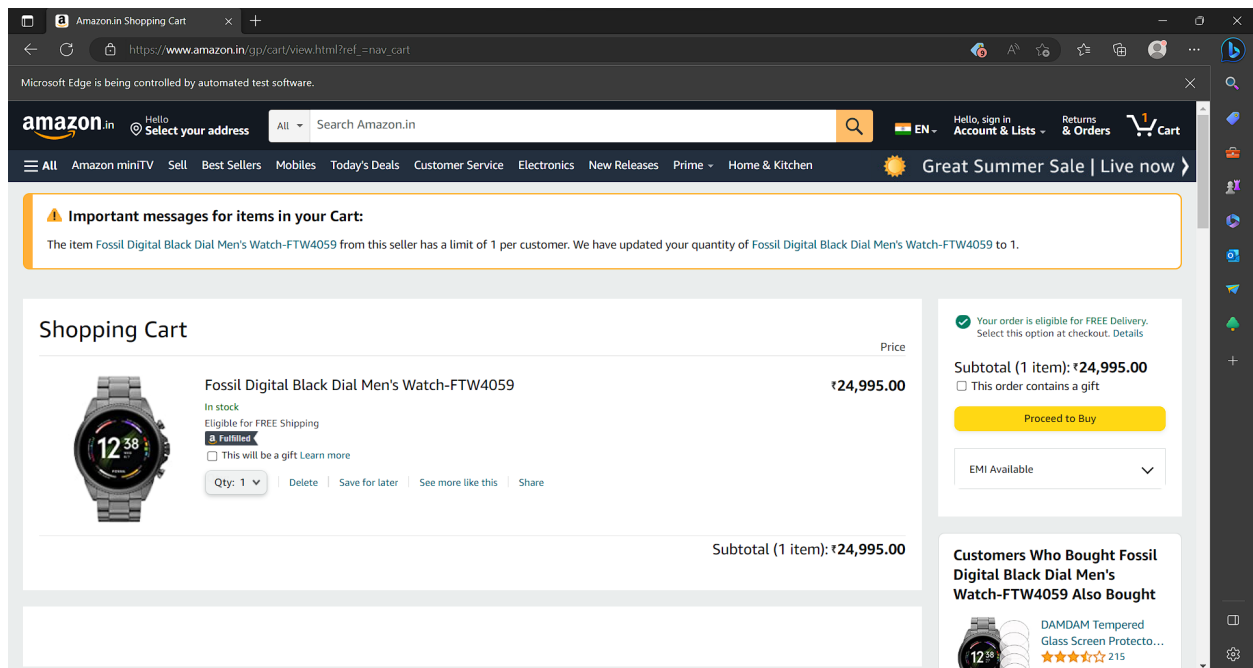 Amazon.in Shopping Cart
https://www.amazon.in/gp/cart/view.html?ref_=nav_cart
9
Microsoft Edge is being controlled by automated test software.
amazon.in
Hello
Select your address
All
Search Amazon.in
EN
Hello, sign in
Account & Lists
Returns
& Orders
1
Cart
All
Amazon miniTV
Sell
Best Sellers
Mobiles
Today's Deals
Customer Service
Electronics
New Releases
Prime
Home & Kitchen
Great Summer Sale | Live now
Important messages for items in your Cart:
The item Fossil Digital Black Dial Men's Watch-FTW4059 from this seller has a limit of 1 per customer. We have updated your quantity of Fossil Digital Black Dial Men's Watch-FTW4059 to 1.
Shopping Cart
Price
12 38
Fossil Digital Black Dial Men's Watch-FTW4059
₹24,995.00
In stock
Eligible for FREE Shipping
a Fulfilled
This will be a gift Learn more
Qty: 1
Delete
Save for later
See more like this
Share
Subtotal (1 item): ₹24,995.00
Your order is eligible for FREE Delivery.
Select this option at checkout. Details
Subtotal (1 item): ₹24,995.00
This order contains a gift
Proceed to Buy
EMI Available
Customers Who Bought Fossil
Digital Black Dial Men's
Watch-FTW4059 Also Bought
12 38
DAMDAM Tempered
Glass Screen Protecto...
215